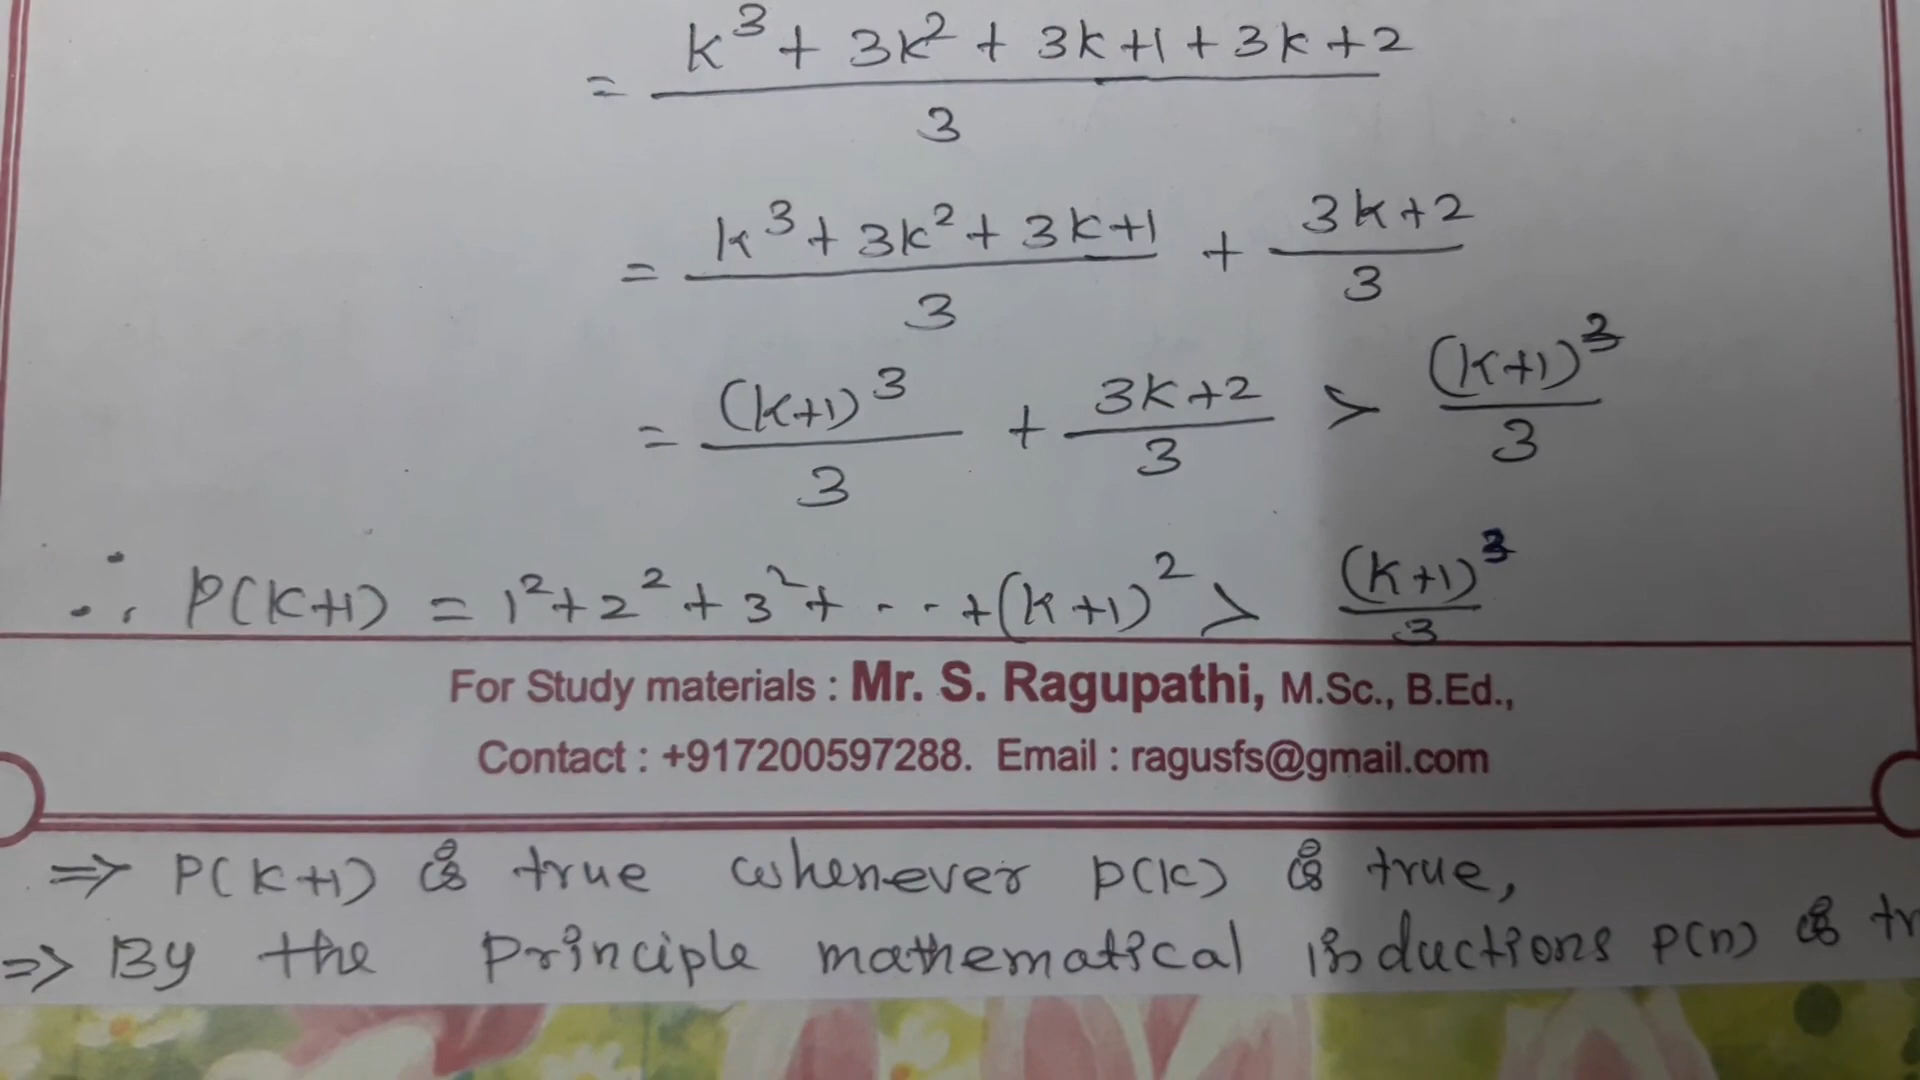 = (k³ + 3k² + 3k + 1 + 3k + 2) / 3
= (k³ + 3k² + 3k + 1) / 3 + (3k + 2) / 3
= (k+1)³ / 3 + (3k + 2) / 3 > (k+1)³ / 3
∴ P(k+1) = 1² + 2² + 3² + ... + (k+1)² > (k+1)³ / 3
For Study materials : Mr. S. Ragupathi, M.Sc., B.Ed.,
Contact : +917200597288. Email : ragusfs@gmail.com
⇒ P(k+1) is true whenever p(k) is true,
⇒ By the Principle mathematical inductions P(n) is tr